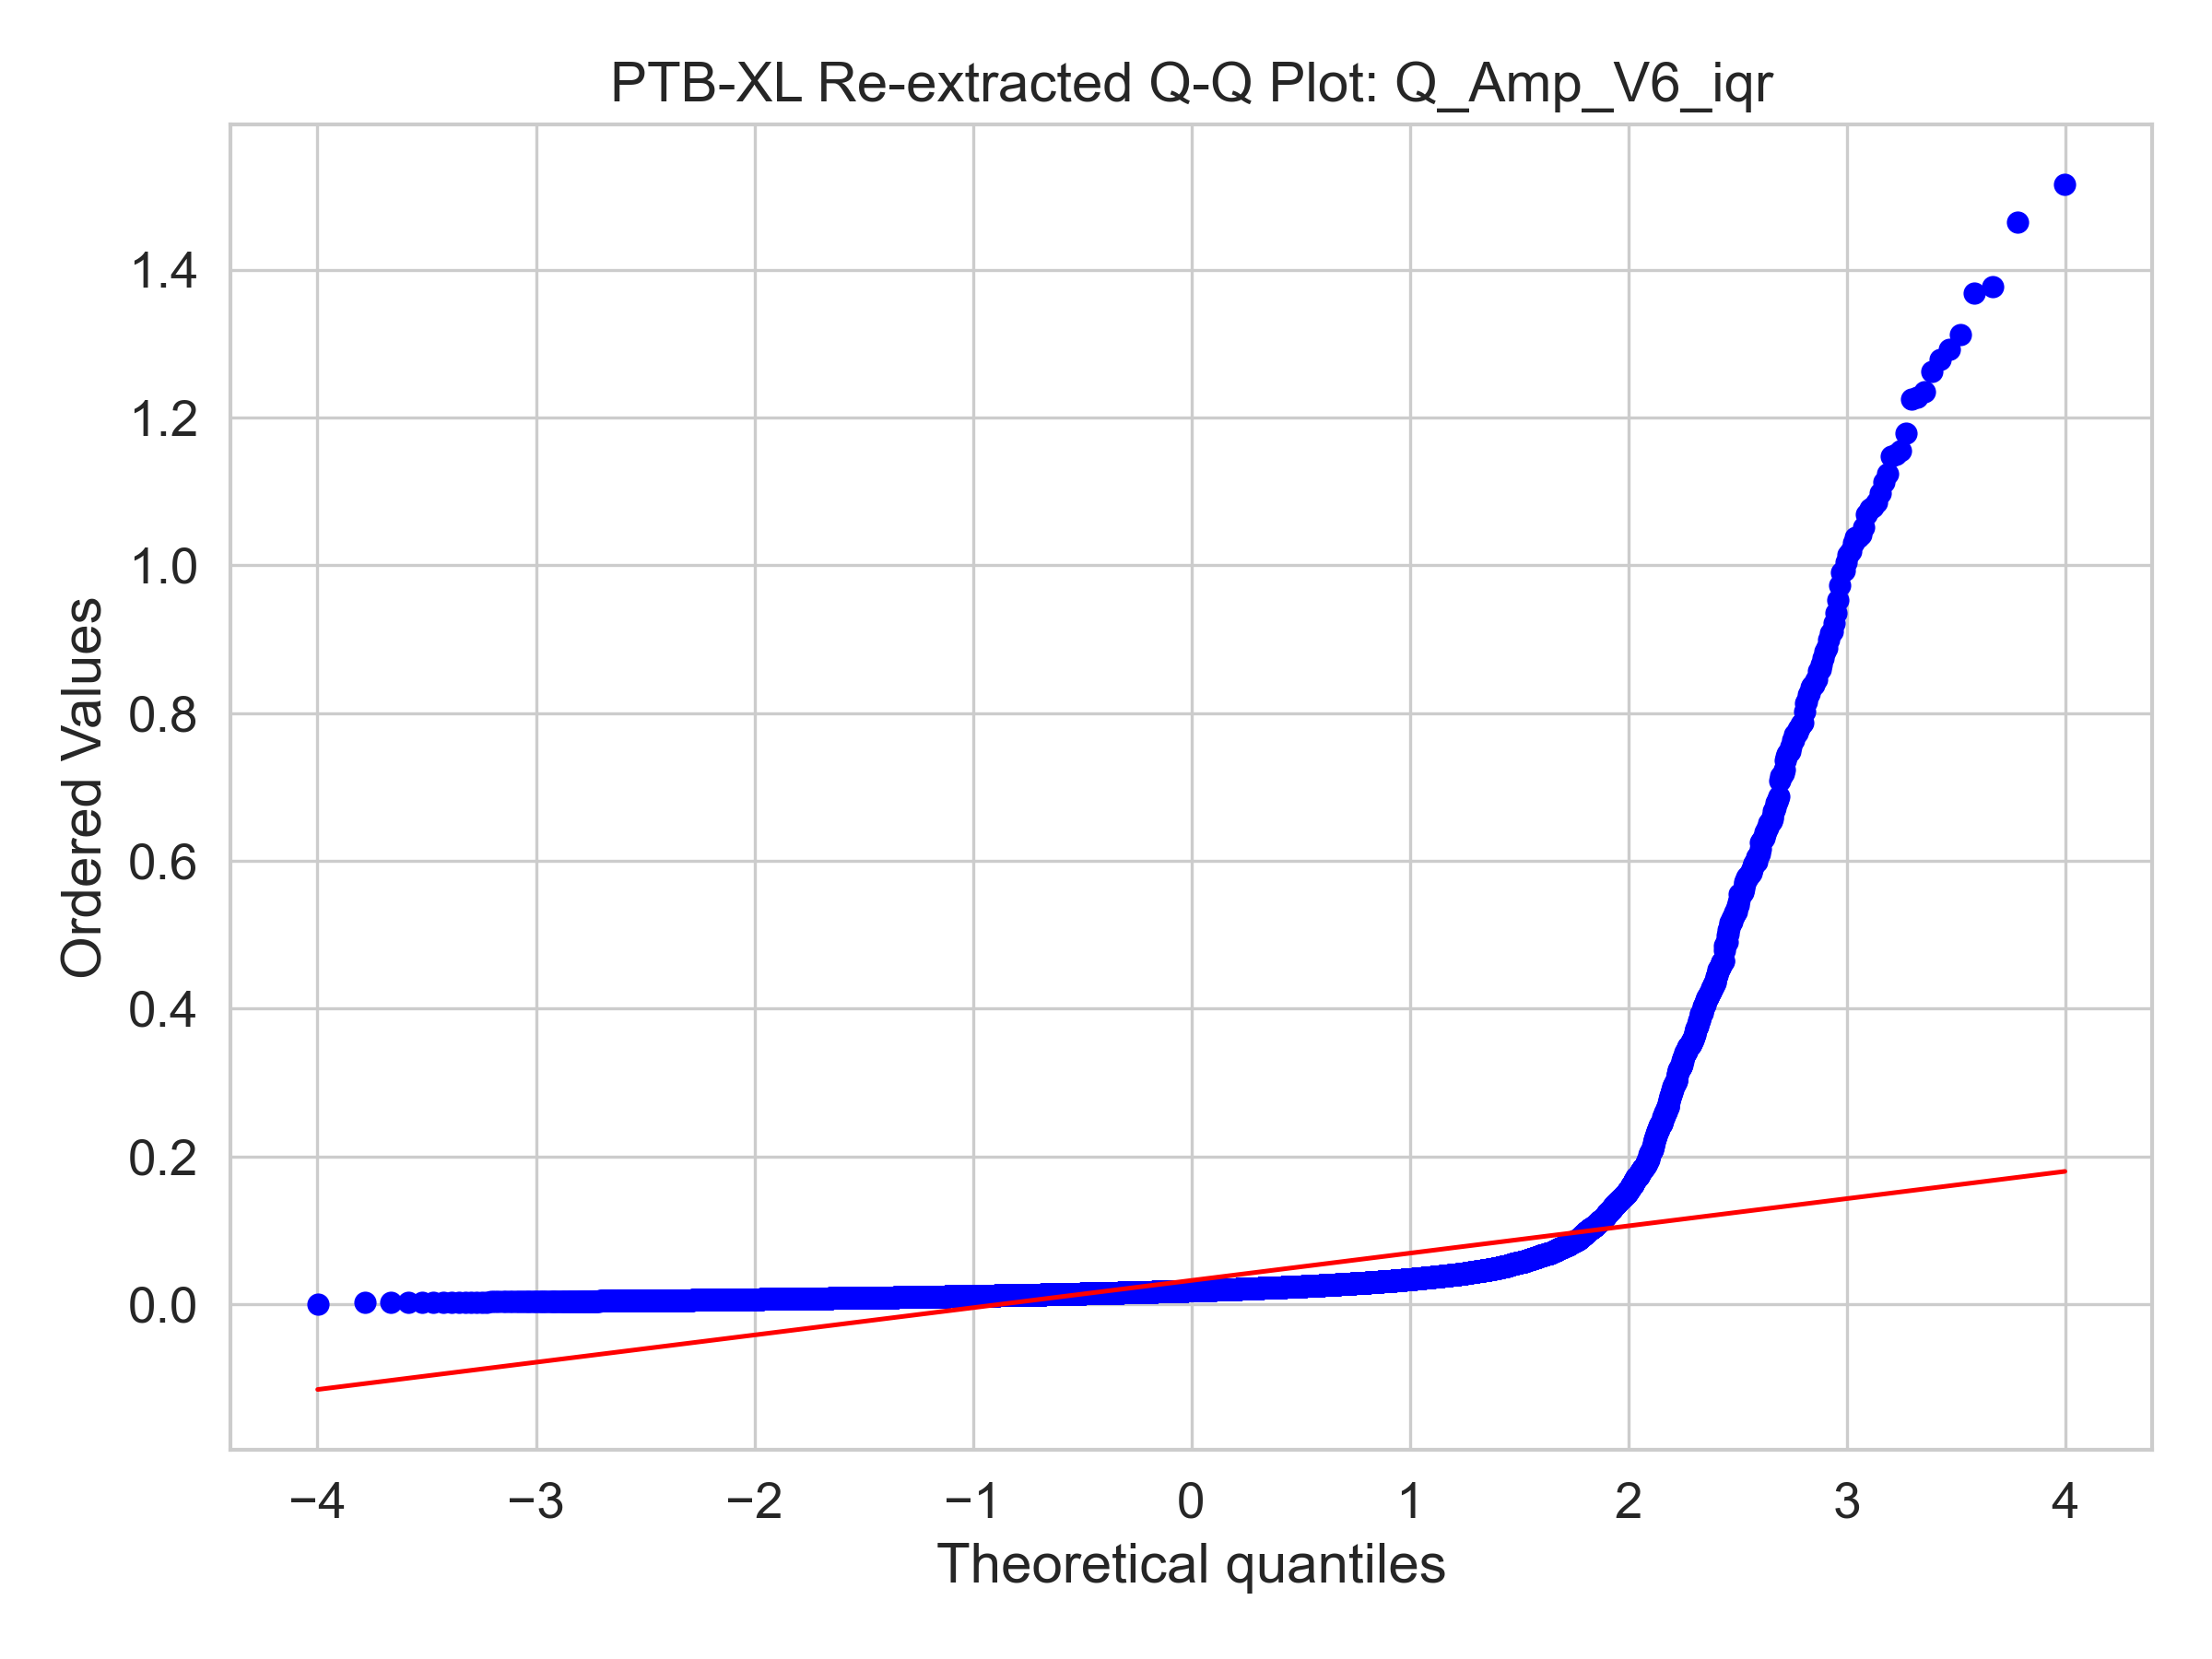 PTB-XL Re-extracted Q-Q Plot: Q_Amp_V6_iqr
1.4
1.2
1.0
0.8
0.6
0.4
0.2
0.0
Ordered Values
−4 −3 −2 −1 0 1 2 3 4
Theoretical quantiles